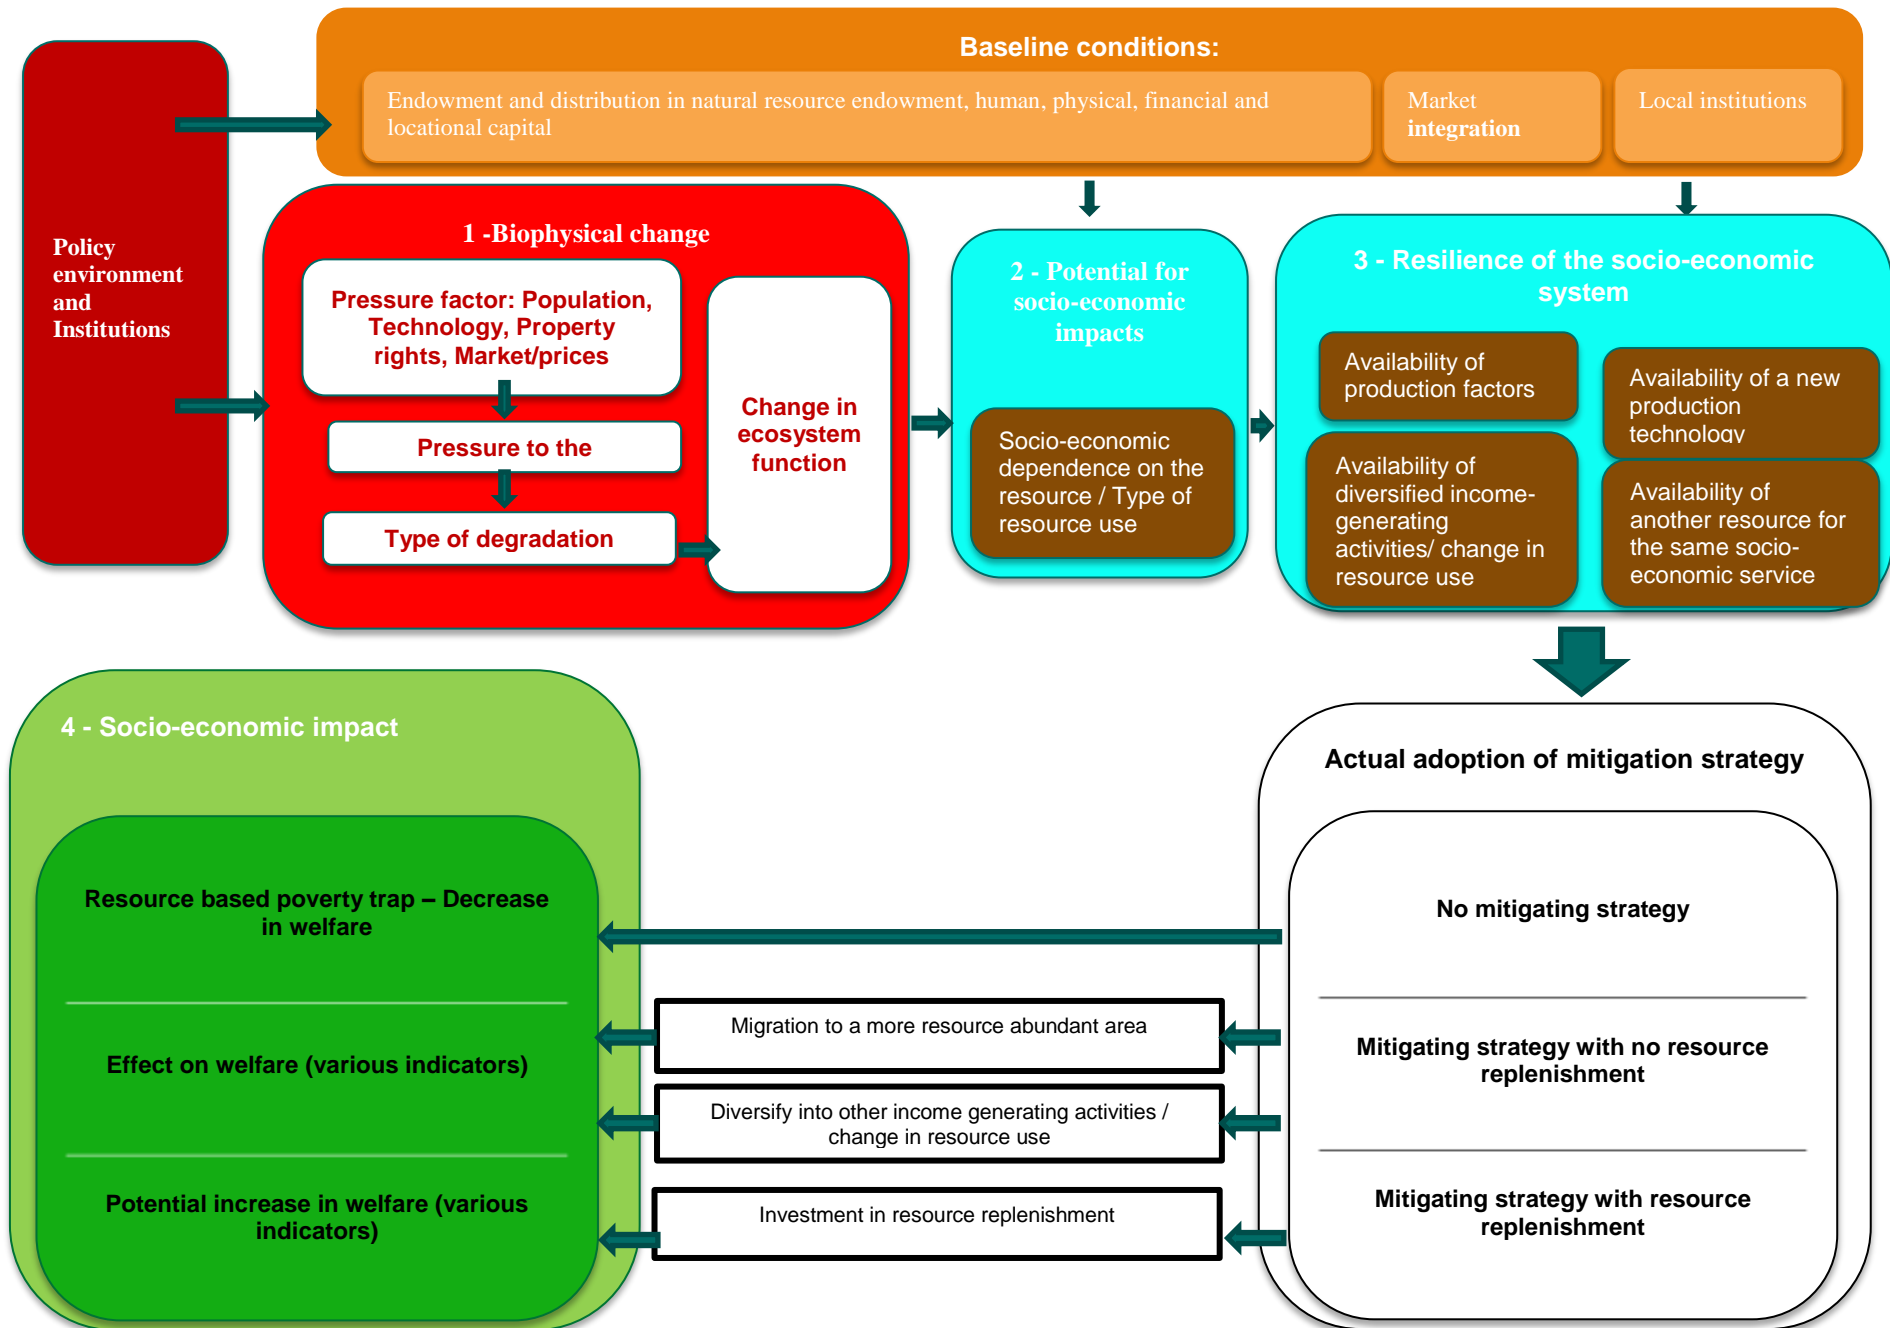 Baseline conditions:
Endowment and distribution in natural resource endowment, human, physical, financial and
locational capital
Market
integration
Local institutions
Policy
environment
and
Institutions
1 -Biophysical change
Pressure factor: Population,
Technology, Property
rights, Market/prices
Pressure to the
Type of degradation
Change in
ecosystem
function
2 - Potential for
socio-economic
impacts
Socio-economic
dependence on the
resource / Type of
resource use
3 - Resilience of the socio-economic
system
Availability of
production factors
Availability of a new
production
technology
Availability of
diversified income-
generating
activities/ change in
resource use
Availability of
another resource for
the same socio-
economic service
4 - Socio-economic impact
Resource based poverty trap – Decrease
in welfare
Effect on welfare (various indicators)
Potential increase in welfare (various
indicators)
Migration to a more resource abundant area
Diversify into other income generating activities /
change in resource use
Investment in resource replenishment
Actual adoption of mitigation strategy
No mitigating strategy
Mitigating strategy with no resource
replenishment
Mitigating strategy with resource
replenishment